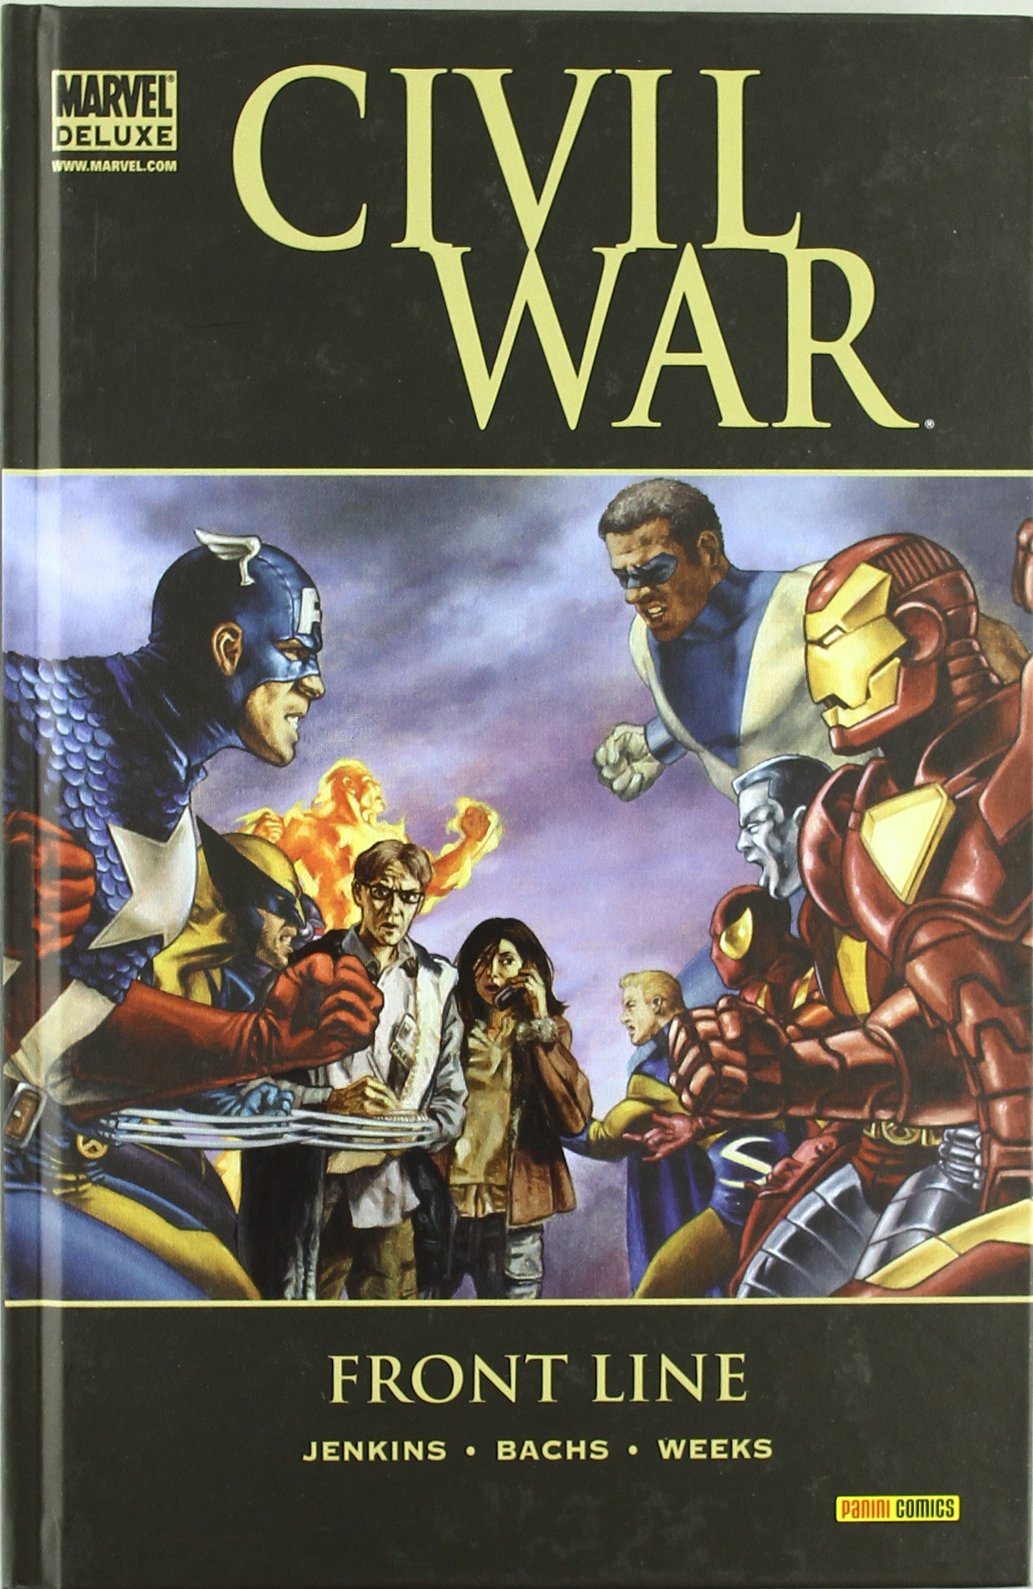 MARVEL®
DELUXE
WWW.MARVEL.COM
CIVIL
WAR®
FRONT LINE
JENKINS • BACHS • WEEKS
PANINI COMICS